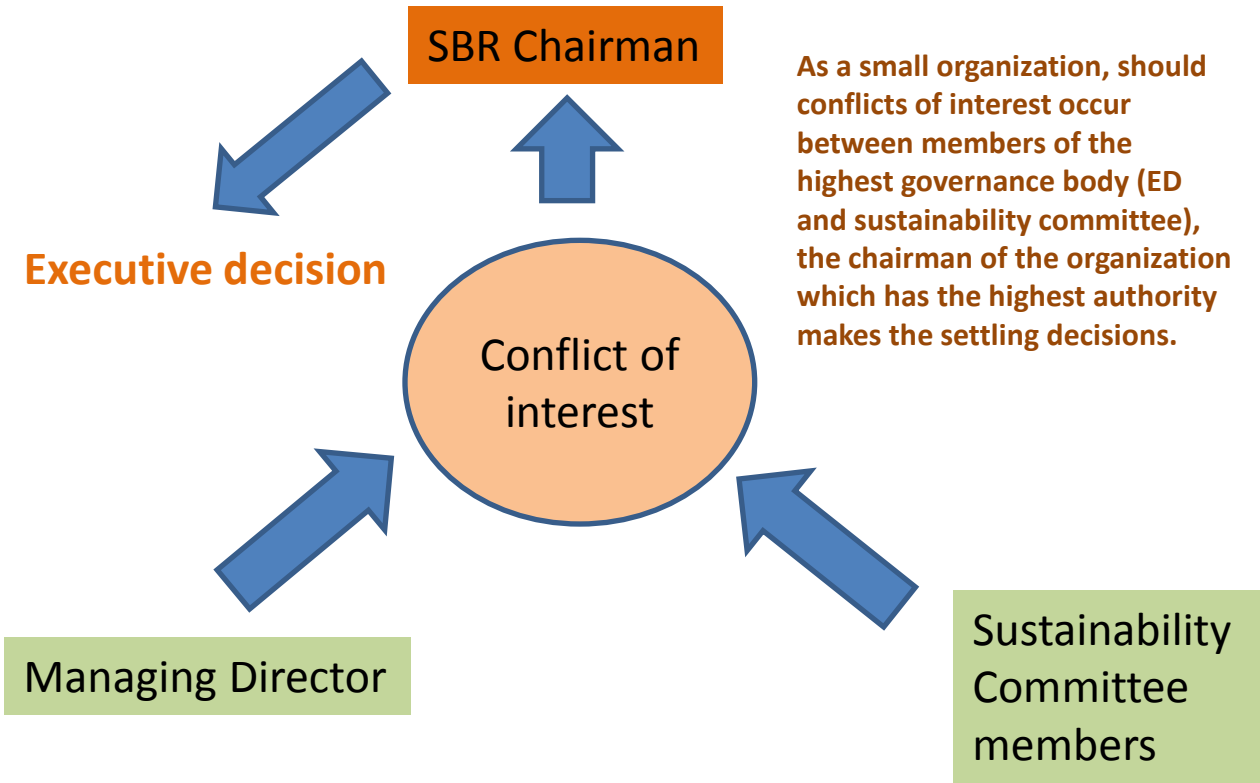 SBR Chairman
As a small organization, should
conflicts of interest occur
between members of the
highest governance body (ED
and sustainability committee),
the chairman of the organization
which has the highest authority
makes the settling decisions.
Executive decision
Conflict of
interest
Managing Director
Sustainability
Committee
members